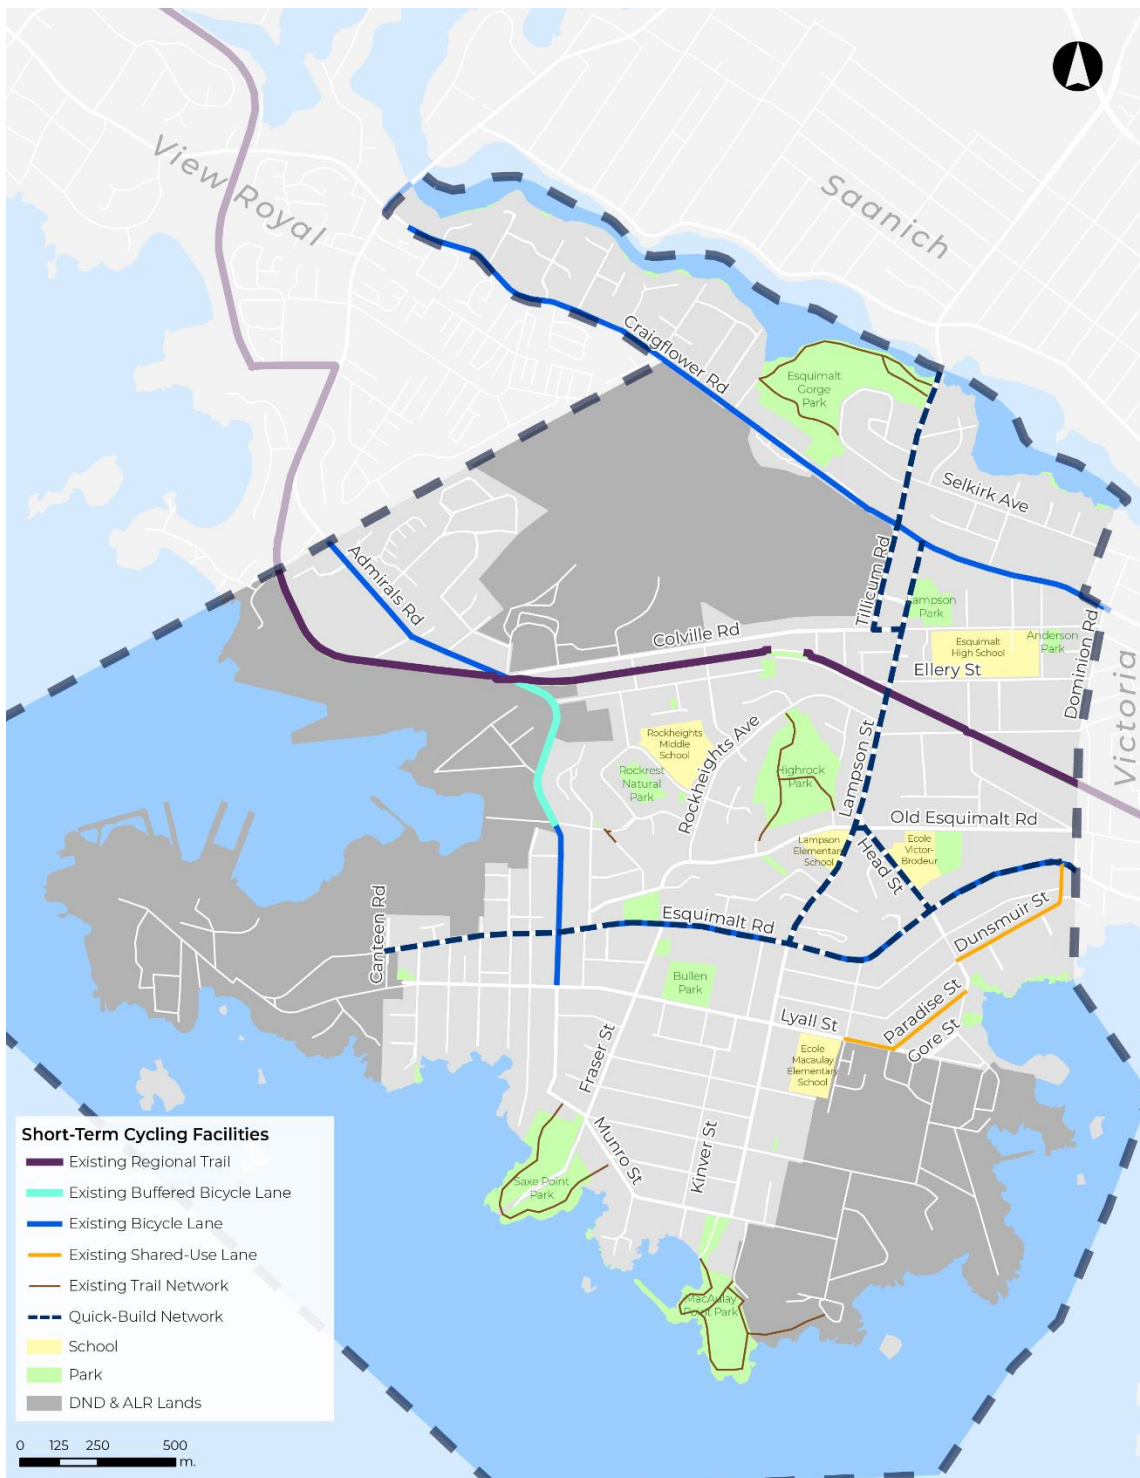 View Royal
Saanich
Craigflower Rd
Esquimalt
Gorge
Park
Selkirk Ave
Admirals Rd
Tillicum Rd
Lampson
Park
Colville Rd
Esquimalt
High School
Anderson
Park
Ellery St
Dominion Rd
Victoria
Rockheights
Middle
School
Rockheights Ave
Rockrest
Natural
Park
Highrock
Park
Lampson St
Old Esquimalt Rd
Lampson
Elementary
School
Head St
Ecole
Victor-
Brodeur
Canteen Rd
Esquimalt Rd
Dunsmuir St
Bullen
Park
Lyall St
Paradise St
Gore St
Ecole
Macaulay
Elementary
School
Fraser St
Munro St
Kinver St
Saxe Point
Park
MacAulay
Point Park
Short-Term Cycling Facilities
Existing Regional Trail
Existing Buffered Bicycle Lane
Existing Bicycle Lane
Existing Shared-Use Lane
Existing Trail Network
Quick-Build Network
School
Park
DND & ALR Lands
0 125 250 500
m.